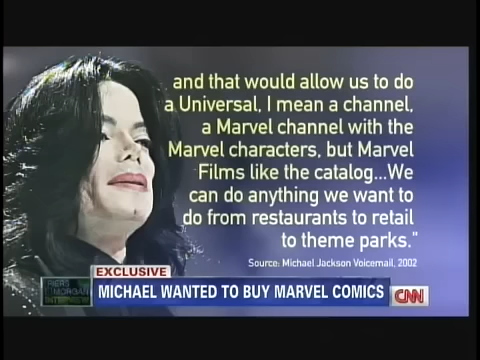 and that would allow us to do
a Universal, I mean a channel,
a Marvel channel with the
Marvel characters, but Marvel
Films like the catalog...We
can do anything we want to
do from restaurants to retail
to theme parks."
Source: Michael Jackson Voicemail, 2002
EXCLUSIVE
PIERS
MORGAN
INTERVIEW
MICHAEL WANTED TO BUY MARVEL COMICS
CNN